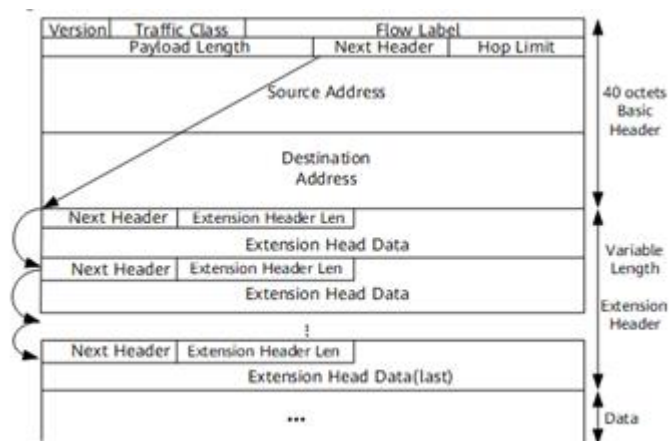 Version Traffic Class Flow Label
Payload Length Next Header Hop Limit
Source Address
40 octets
Basic
Header
Destination
Address
Next Header Extension Header Len
Extension Head Data
Next Header Extension Header Len
Extension Head Data
Variable
Length
Extension
Header
⋮
Next Header Extension Header Len
Extension Head Data(last)
...
Data